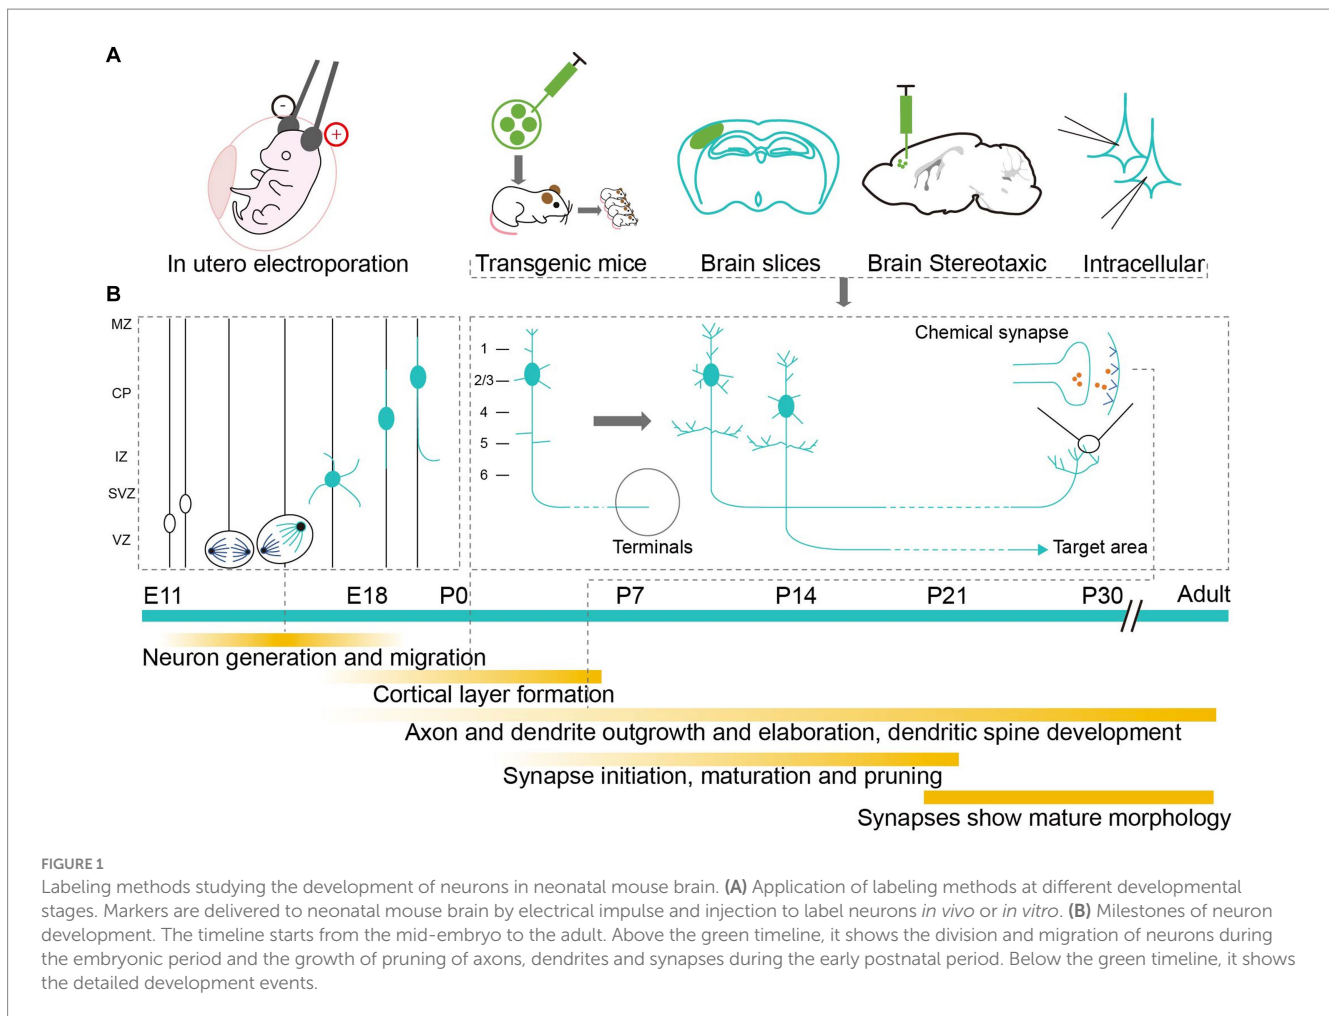 A
-
+
In utero electroporation
Transgenic mice
Brain slices
Brain Stereotaxic
Intracellular
B
MZ
CP
IZ
SVZ
VZ
1
2/3
4
5
6
Terminals
Chemical synapse
Target area
E11
E18
P0
P7
P14
P21
P30
Adult
Neuron generation and migration
Cortical layer formation
Axon and dendrite outgrowth and elaboration, dendritic spine development
Synapse initiation, maturation and pruning
Synapses show mature morphology
FIGURE 1
Labeling methods studying the development of neurons in neonatal mouse brain. (A) Application of labeling methods at different developmental
stages. Markers are delivered to neonatal mouse brain by electrical impulse and injection to label neurons in vivo or in vitro. (B) Milestones of neuron
development. The timeline starts from the mid-embryo to the adult. Above the green timeline, it shows the division and migration of neurons during
the embryonic period and the growth of pruning of axons, dendrites and synapses during the early postnatal period. Below the green timeline, it shows
the detailed development events.